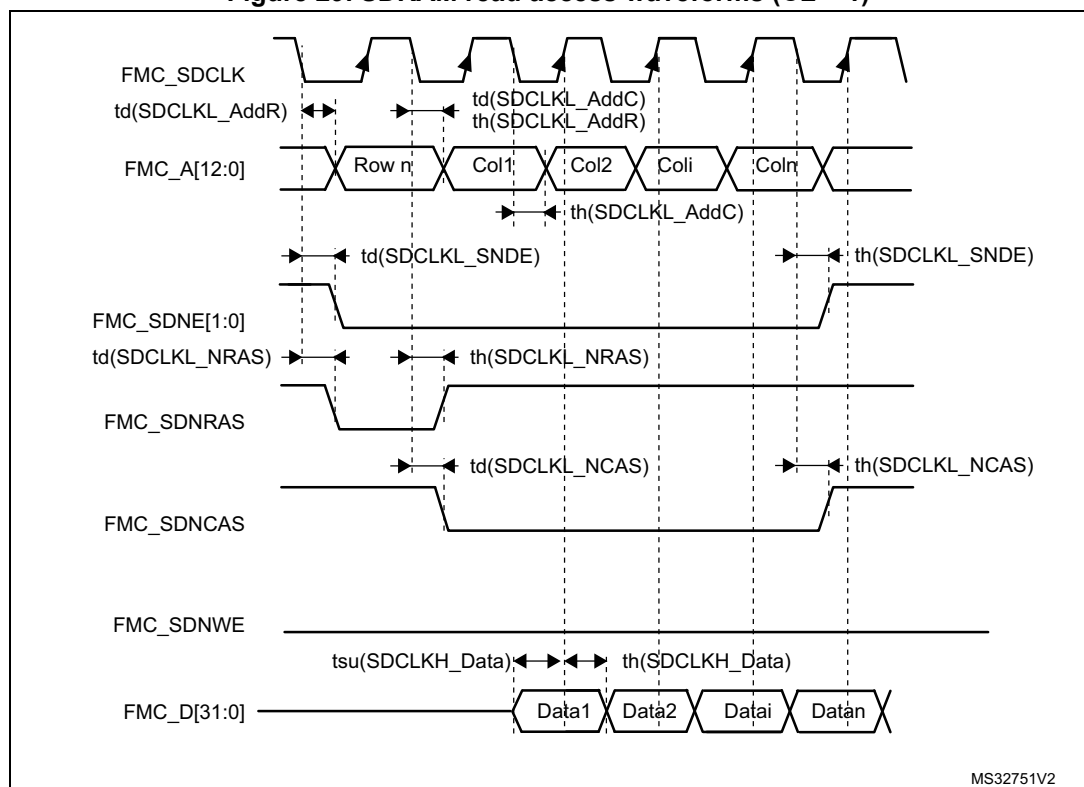 FMC_SDCLK
td(SDCLKL_AddR)
td(SDCLKL_AddC)
th(SDCLKL_AddR)
FMC_A[12:0]
Row n
Col1
Col2
Coli
Coln
th(SDCLKL_AddC)
td(SDCLKL_SNDE)
th(SDCLKL_SNDE)
FMC_SDNE[1:0]
td(SDCLKL_NRAS)
th(SDCLKL_NRAS)
FMC_SDNRAS
td(SDCLKL_NCAS)
th(SDCLKL_NCAS)
FMC_SDNCAS
FMC_SDNWE
tsu(SDCLKH_Data)
th(SDCLKH_Data)
FMC_D[31:0]
Data1
Data2
Datai
Datan
MS32751V2